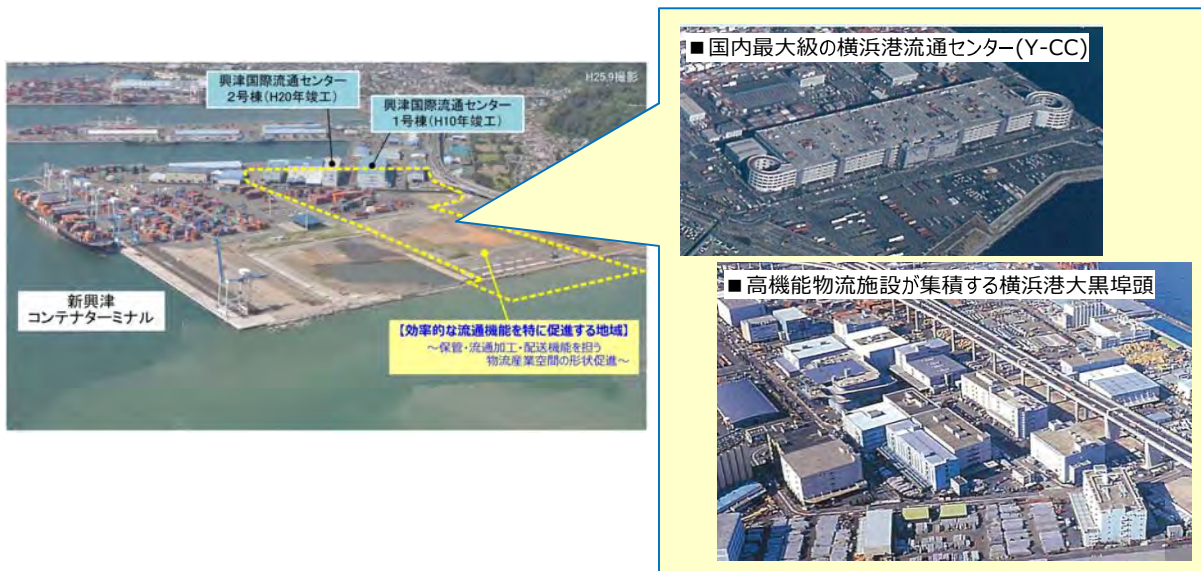 H25.9撮影
興津国際流通センター
2号棟(H20年竣工)
興津国際流通センター
1号棟(H10年竣工)
新興津
コンテナターミナル
【効率的な流通機能を特に促進する地域】
～保管・流通加工・配送機能を担う
物流産業空間の形状促進～
■国内最大級の横浜港流通センター(Y-CC)
■高機能物流施設が集積する横浜港大黒埠頭